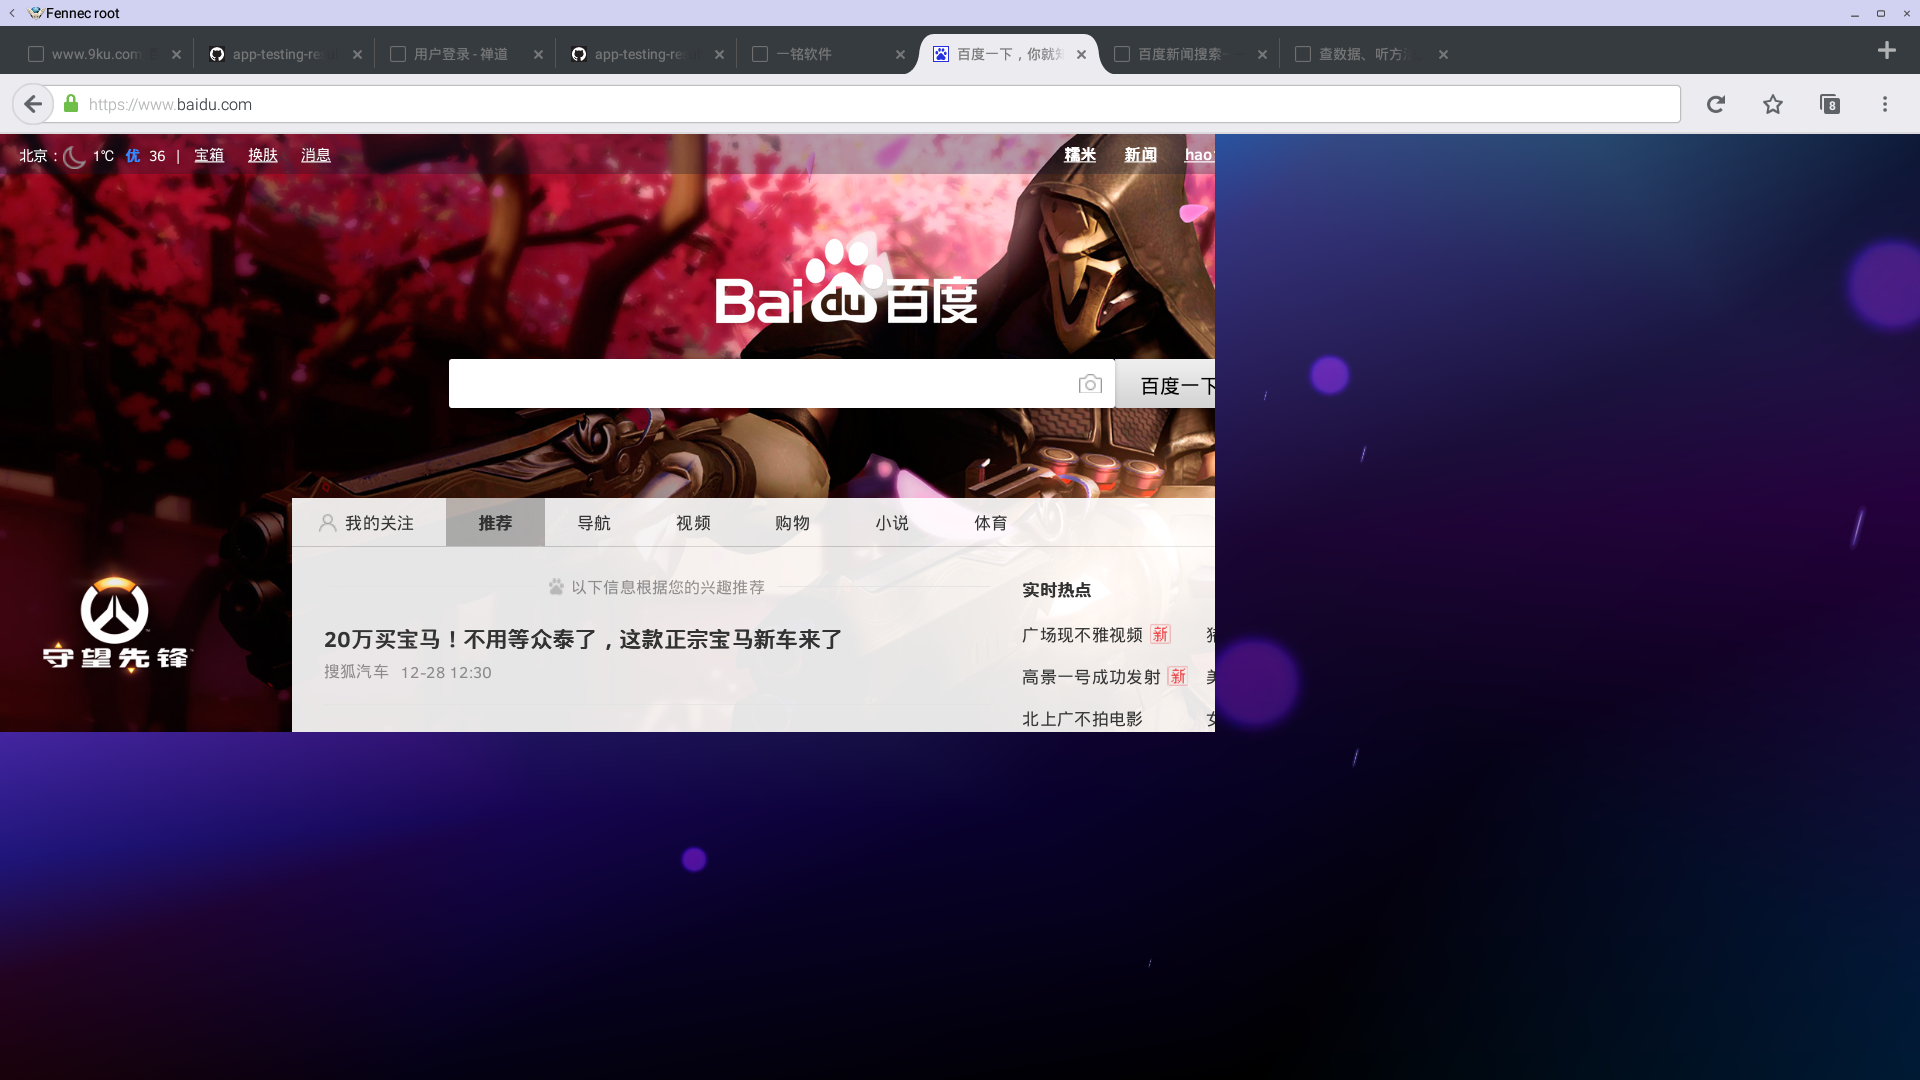 Fennec root
www.9ku.com
app-testing-re
用户登录 - 禅道
app-testing-re
一铭软件
百度一下，你就
百度新闻搜索
查数据、听方
https://www.baidu.com
8
北京： 1℃ 优 36 | 宝箱 换肤 消息
糯米 新闻 hao
Baidu百度
百度一下
我的关注 推荐 导航 视频 购物 小说 体育
以下信息根据您的兴趣推荐
20万买宝马！不用等众泰了，这款正宗宝马新车来了
搜狐汽车 12-28 12:30
实时热点
广场现不雅视频 新
高景一号成功发射 新
北上广不拍电影
守望先锋